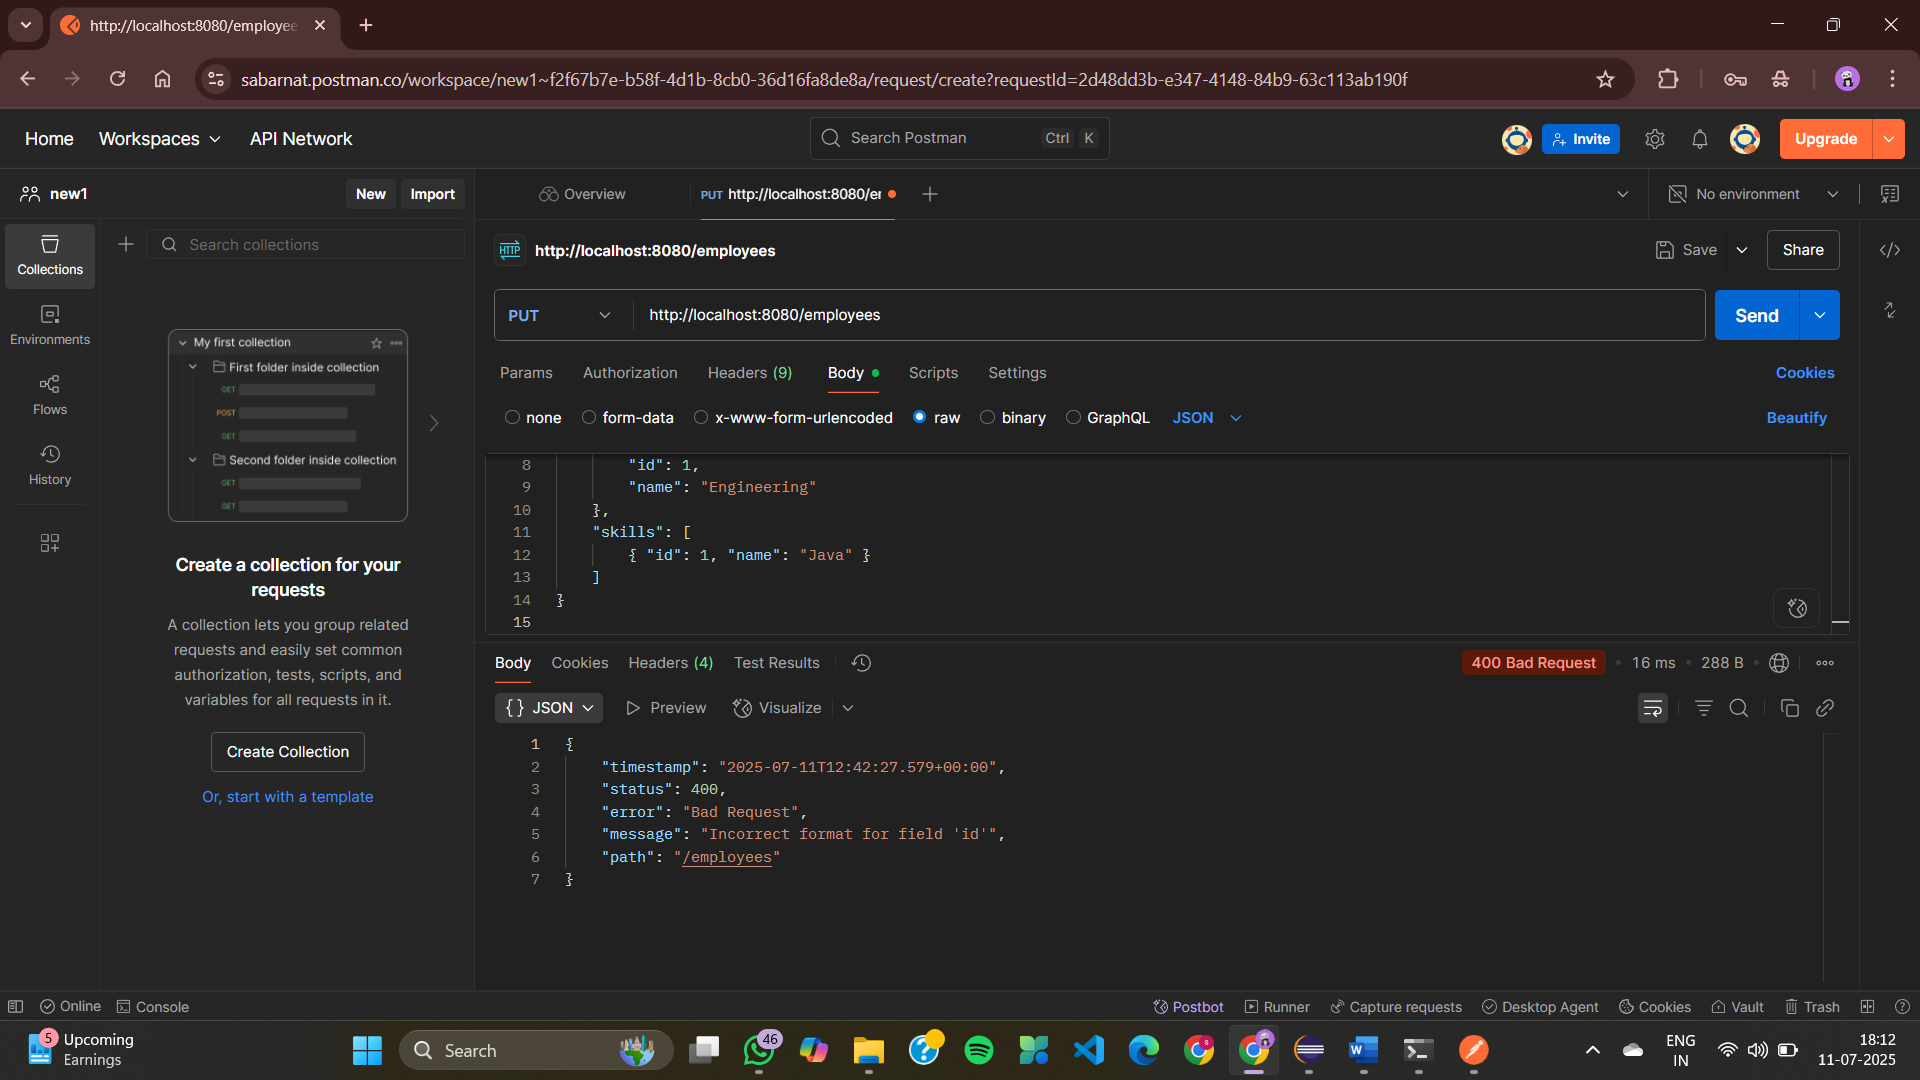 http://localhost:8080/employee
sabarnat.postman.co/workspace/new1~f2f67b7e-b58f-4d1b-8cb0-36d16fa8de8a/request/create?requestId=2d48dd3b-e347-4148-84b9-63c113ab190f
Home Workspaces API Network
Search Postman Ctrl K
Invite
Upgrade
new1 New Import
Overview
PUT http://localhost:8080/er
No environment
Search collections
Collections
Environments
Flows
History
My first collection
First folder inside collection
GET
POST
GET
Second folder inside collection
GET
GET
Create a collection for your
requests
A collection lets you group related
requests and easily set common
authorization, tests, scripts, and
variables for all requests in it.
Create Collection
Or, start with a template
HTTP http://localhost:8080/employees
Save Share
PUT http://localhost:8080/employees Send
Params Authorization Headers (9) Body Scripts Settings Cookies
none form-data x-www-form-urlencoded raw binary GraphQL JSON Beautify
8 "id": 1,
9 "name": "Engineering"
10 },
11 "skills": [
12 { "id": 1, "name": "Java" }
13 ]
14 }
15
Body Cookies Headers (4) Test Results 400 Bad Request 16 ms 288 B
{} JSON Preview Visualize
1 {
2 "timestamp": "2025-07-11T12:42:27.579+00:00",
3 "status": 400,
4 "error": "Bad Request",
5 "message": "Incorrect format for field 'id'",
6 "path": "/employees"
7 }
Online Console Postbot Runner Capture requests Desktop Agent Cookies Vault Trash
5 Upcoming
Earnings
Search
46
8
ENG
IN
18:12
11-07-2025